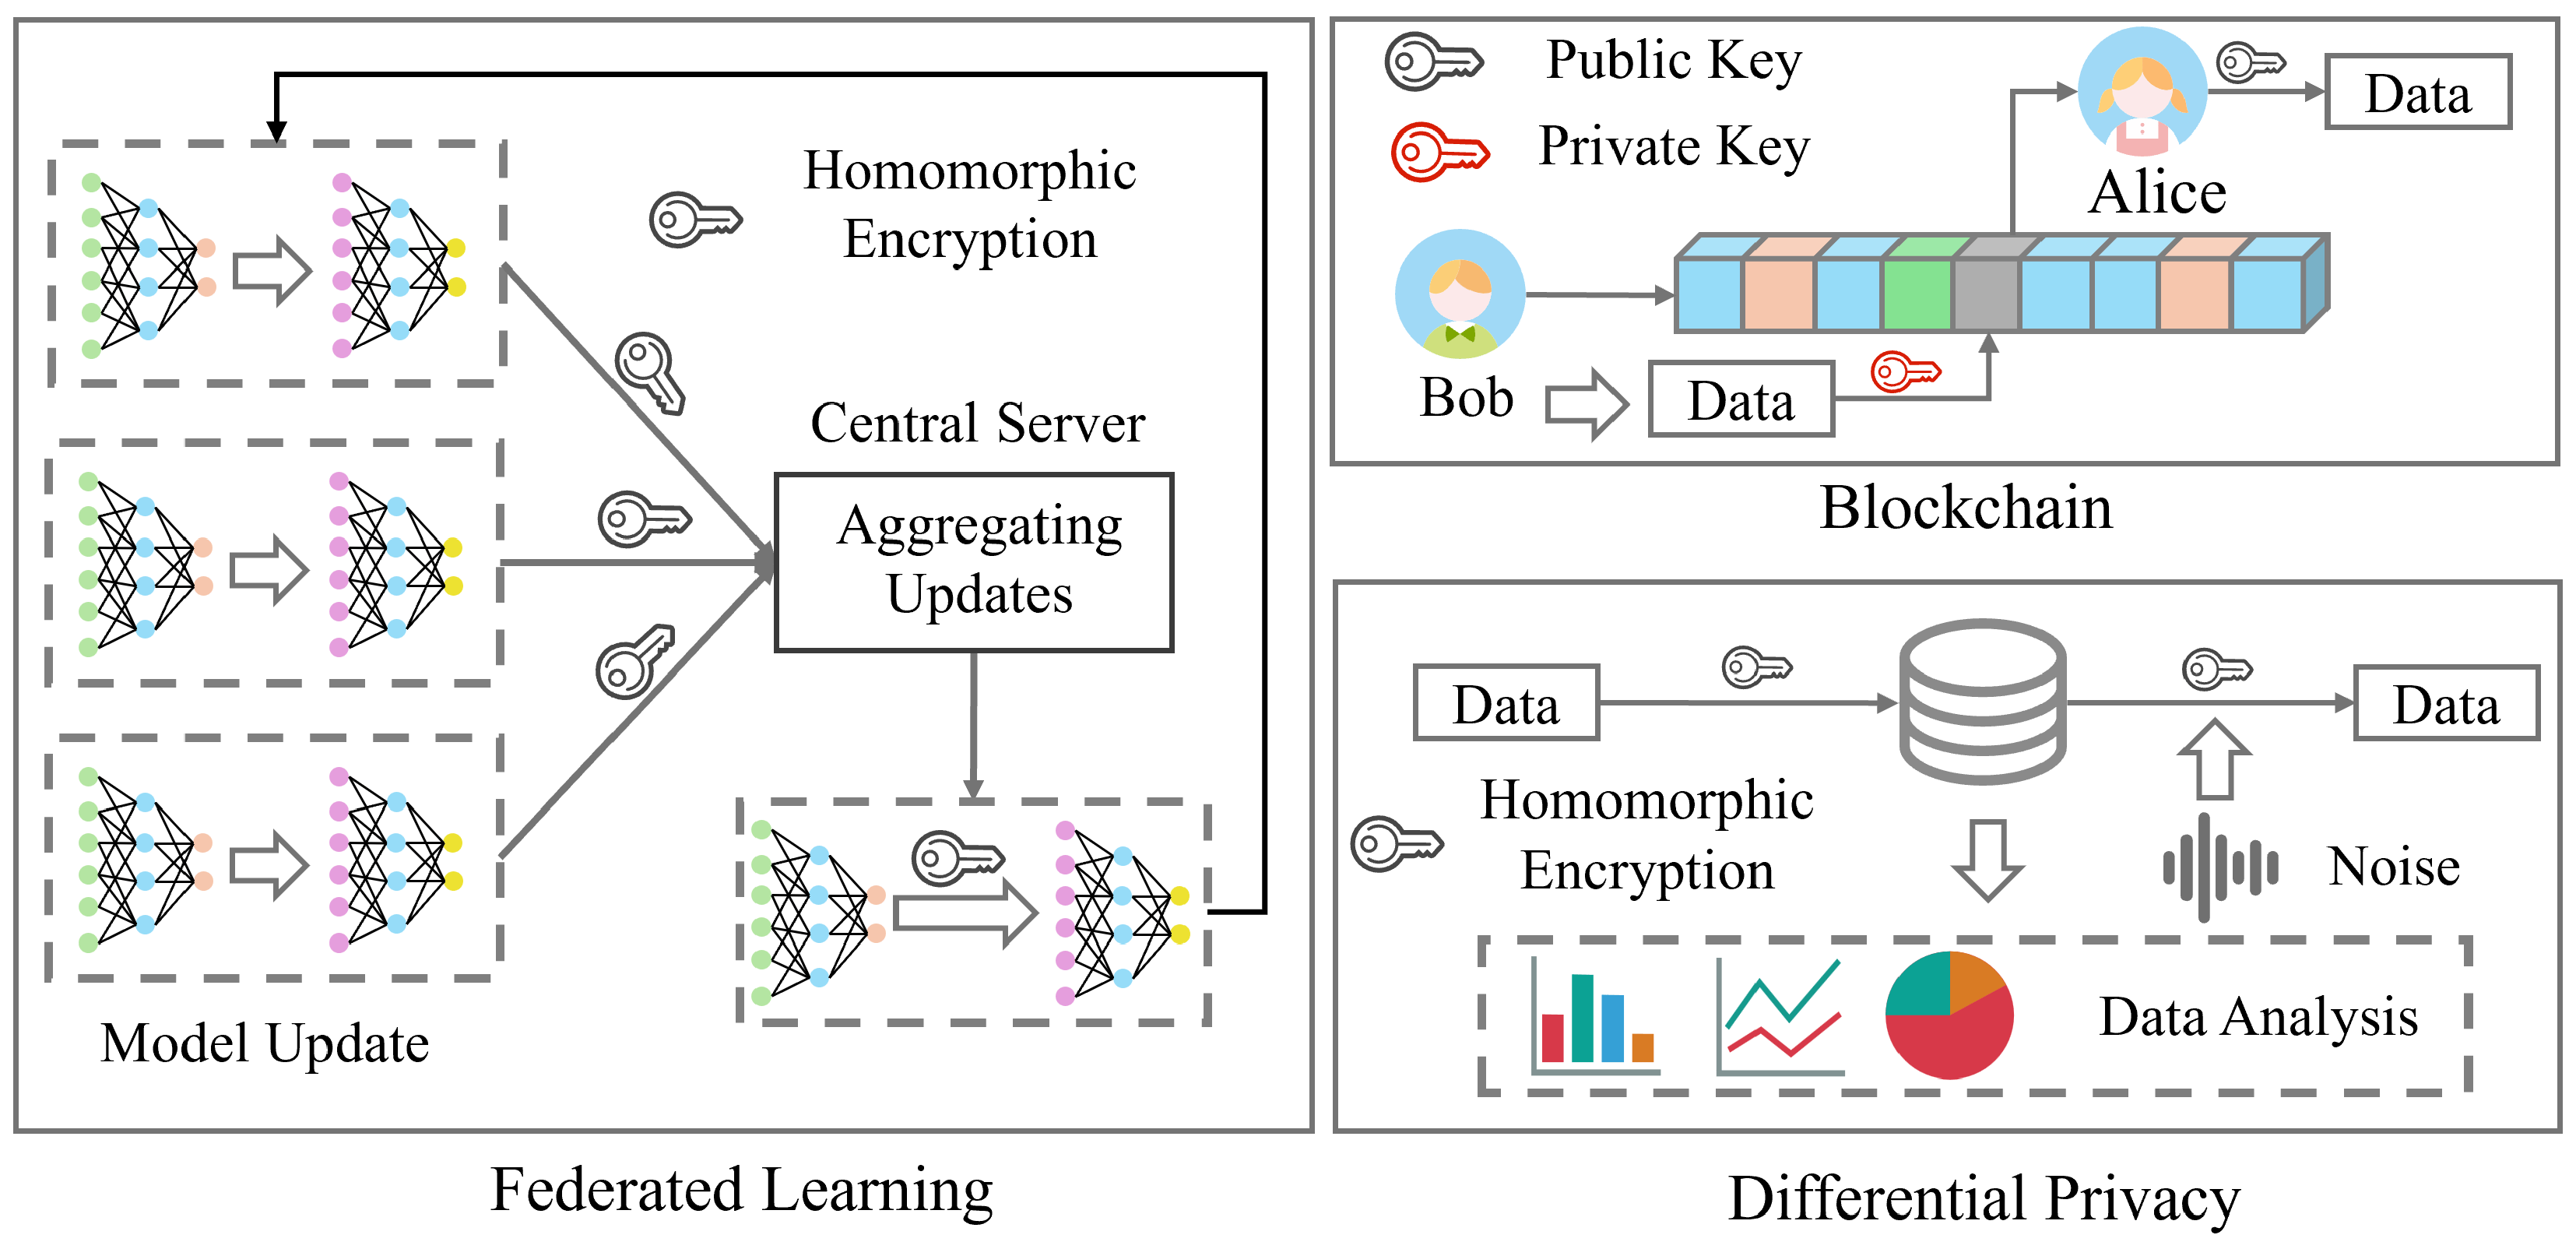 Homomorphic
Encryption
Central Server
Aggregating
Updates
Model Update
Federated Learning
Public Key
Private Key
Data
Alice
Bob
Data
Blockchain
Data
Data
Homomorphic
Encryption
Noise
Data Analysis
Differential Privacy